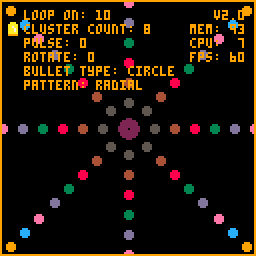 LOOP ON: 10 V2.0
CLUSTER COUNT: 8 MEM: 93
PULSE: 0 CPU: 7
ROTATE: 0 FPS: 60
BULLET TYPE: CIRCLE
PATTERN: RADIAL